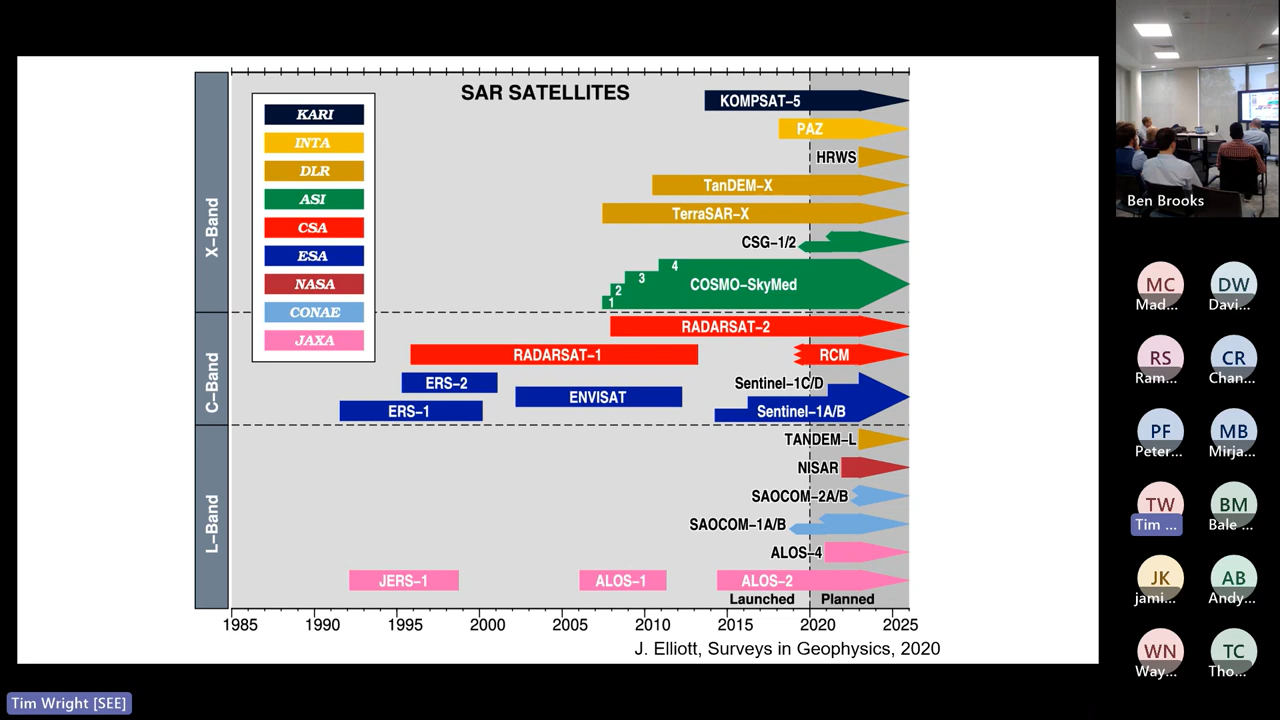 SAR SATELLITES
KARI
INTA
DLR
ASI
CSA
ESA
NASA
CONAE
JAXA
X-Band
KOMPSAT-5
PAZ
HRWS
TanDEM-X
TerraSAR-X
CSG-1/2
1
2
3
4
COSMO-SkyMed
C-Band
RADARSAT-2
RADARSAT-1
RCM
ERS-2
Sentinel-1C/D
ENVISAT
ERS-1
Sentinel-1A/B
L-Band
TANDEM-L
NISAR
SAOCOM-2A/B
SAOCOM-1A/B
ALOS-4
JERS-1
ALOS-1
ALOS-2
Launched
Planned
1985 1990 1995 2000 2005 2010 2015 2020 2025
J. Elliott, Surveys in Geophysics, 2020
Tim Wright [SEE]
Ben Brooks
MC
Mad...
DW
Davi...
RS
Ram...
CR
Chan...
PF
Peter...
MB
Mirja...
TW
Tim ...
BM
Bale ...
JK
jami...
AB
Andy...
WN
Way...
TC
Tho...